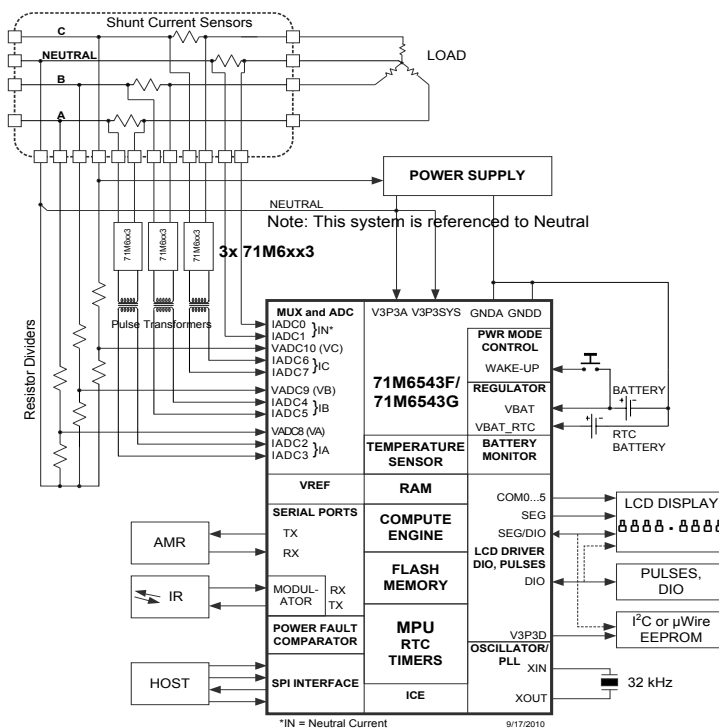 Shunt Current Sensors
C
NEUTRAL
B
A
LOAD
POWER SUPPLY
NEUTRAL
Note: This system is referenced to Neutral
71M6xx3
71M6xx3
71M6xx3
3x 71M6xx3
Pulse Transformers
Resistor Dividers
MUX and ADC
IADC0
IADC1
}IN*
VADC10 (VC)
IADC6
IADC7
}IC
VADC9 (VB)
IADC4
IADC5
}IB
VADC8 (VA)
IADC2
IADC3
}IA
V3P3A
V3P3SYS
GNDA
GNDD
71M6543F/
71M6543G
PWR MODE
CONTROL
WAKE-UP
REGULATOR
VBAT
VBAT_RTC
BATTERY
MONITOR
BATTERY
+ -
+ -
RTC
BATTERY
TEMPERATURE
SENSOR
VREF
RAM
SERIAL PORTS
TX
RX
AMR
COMPUTE
ENGINE
COM0...5
SEG
SEG/DIO
LCD DRIVER
DIO, PULSES
DIO
LCD DISPLAY
8888.8888
PULSES,
DIO
I2C or µWire
EEPROM
IR
MODUL-
ATOR
RX
TX
FLASH
MEMORY
POWER FAULT
COMPARATOR
MPU
RTC
TIMERS
V3P3D
OSCILLATOR/
PLL
XIN
XOUT
32 kHz
HOST
SPI INTERFACE
ICE
*IN = Neutral Current
9/17/2010